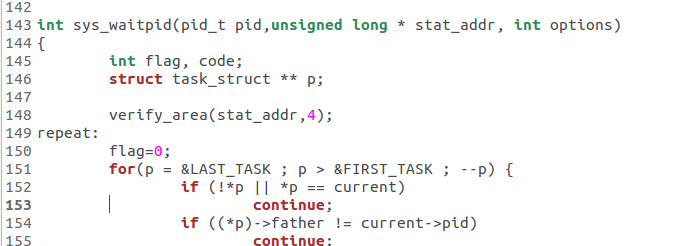 142
143 int sys_waitpid(pid_t pid,unsigned long * stat_addr, int options)
144 {
145         int flag, code;
146         struct task_struct ** p;
147
148         verify_area(stat_addr,4);
149 repeat:
150         flag=0;
151         for(p = &LAST_TASK ; p > &FIRST_TASK ; --p) {
152                 if (!*p || *p == current)
153                         continue;
154                 if ((*p)->father != current->pid)
155                         continue;